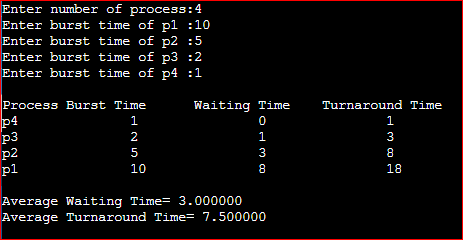 Enter number of process:4
Enter burst time of p1 :10
Enter burst time of p2 :5
Enter burst time of p3 :2
Enter burst time of p4 :1
Process Burst Time Waiting Time Turnaround Time
p4 1 0 1
p3 2 1 3
p2 5 3 8
p1 10 8 18
Average Waiting Time= 3.000000
Average Turnaround Time= 7.500000